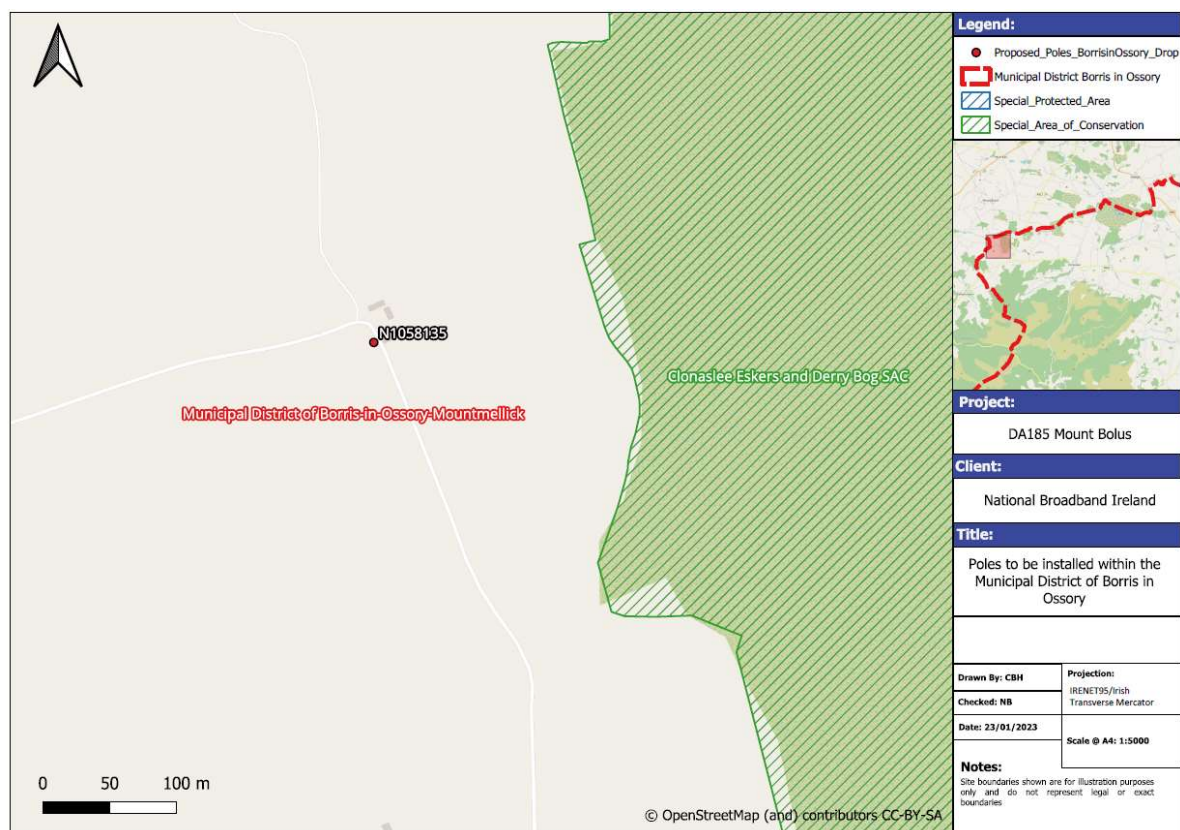 N1058135
Clonaslee Eskers and Derry Bog SAC
Municipal District of Borris-in-Ossory-Mountmellick
0 50 100 m
© OpenStreetMap (and) contributors CC-BY-SA
Legend:
Proposed_Poles_BorrisinOssory_Drop
Municipal District Borris in Ossory
Special_Protected_Area
Special_Area_of_Conservation
Project:
DA185 Mount Bolus
Client:
National Broadband Ireland
Title:
Poles to be installed within the
Municipal District of Borris in
Ossory
Drawn By: CBH
Checked: NB
Date: 23/01/2023
Projection:
IRENET95/Irish
Transverse Mercator
Scale @ A4: 1:5000
Notes:
Site boundaries shown are for illustration purposes
only and do not represent legal or exact
boundaries